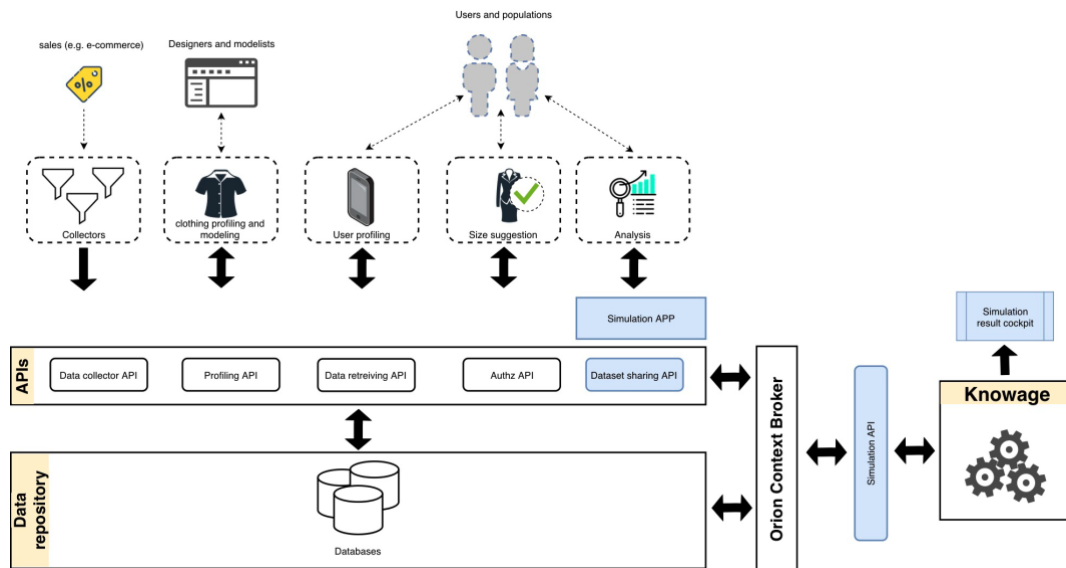 Users and populations
sales (e.g. e-commerce)
Designers and modelists
%
Collectors
clothing profiling and
modeling
User profiling
Size suggestion
Analysis
Simulation APP
Simulation
result cockpit
APIs
Data collector API
Profiling API
Data retreiving API
Authz API
Dataset sharing API
Orion Context Broker
Simulation API
Knowage
Data
repository
Databases